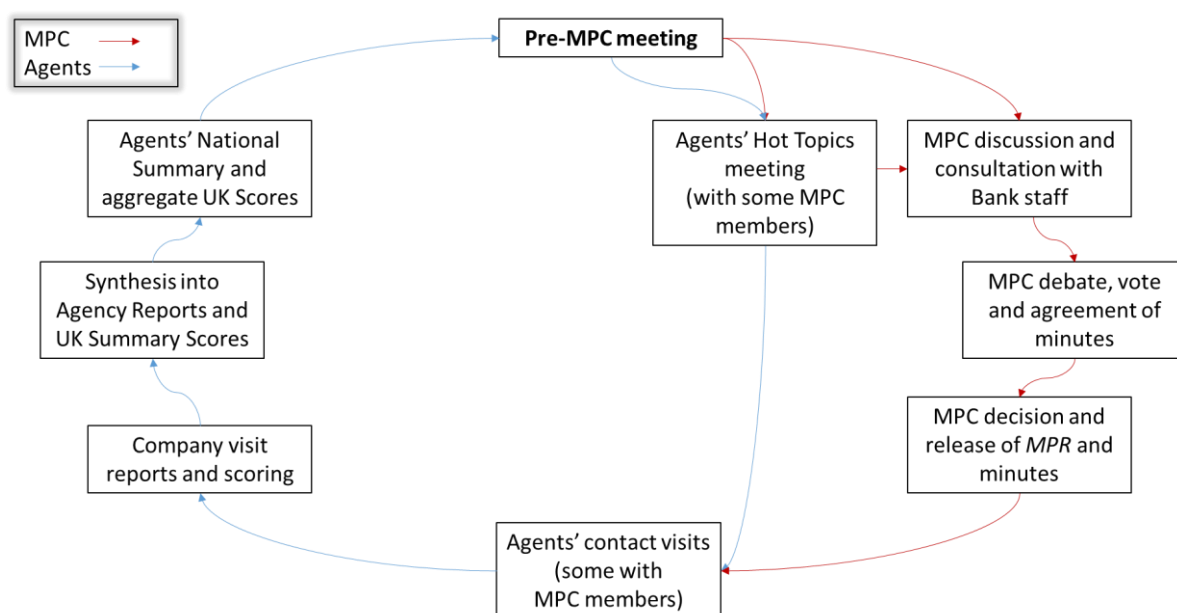 MPC
Agents
Pre-MPC meeting
Agents’ National
Summary and
aggregate UK Scores
Agents’ Hot Topics
meeting
(with some MPC
members)
MPC discussion and
consultation with
Bank staff
Synthesis into
Agency Reports and
UK Summary Scores
MPC debate, vote
and agreement of
minutes
Company visit
reports and scoring
MPC decision and
release of MPR and
minutes
Agents’ contact visits
(some with
MPC members)